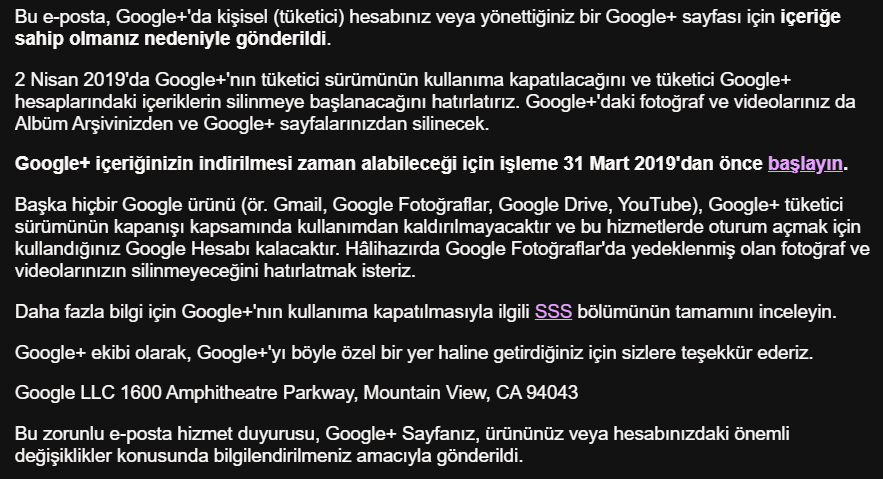 Bu e-posta, Google+'da kişisel (tüketici) hesabınız veya yönettiğiniz bir Google+ sayfası için içeriğe
sahip olmanız nedeniyle gönderildi.
2 Nisan 2019'da Google+'nın tüketici sürümünün kullanıma kapatılacağını ve tüketici Google+
hesaplarındaki içeriklerin silinmeye başlanacağını hatırlatırız. Google+'daki fotoğraf ve videolarınız da
Albüm Arşivinizden ve Google+ sayfalarınızdan silinecek.
Google+ içeriğinizin indirilmesi zaman alabileceği için işleme 31 Mart 2019'dan önce başlayın.
Başka hiçbir Google ürünü (ör. Gmail, Google Fotoğraflar, Google Drive, YouTube), Google+ tüketici
sürümünün kapanışı kapsamında kullanımdan kaldırılmayacaktır ve bu hizmetlerde oturum açmak için
kullandığınız Google Hesabı kalacaktır. Hâlihazırda Google Fotoğraflar'da yedeklenmiş olan fotoğraf ve
videolarınızın silinmeyeceğini hatırlatmak isteriz.
Daha fazla bilgi için Google+'nın kullanıma kapatılmasıyla ilgili SSS bölümünün tamamını inceleyin.
Google+ ekibi olarak, Google+'yı böyle özel bir yer haline getirdiğiniz için sizlere teşekkür ederiz.
Google LLC 1600 Amphitheatre Parkway, Mountain View, CA 94043
Bu zorunlu e-posta hizmet duyurusu, Google+ Sayfanız, ürününüz veya hesabınızdaki önemli
değişiklikler konusunda bilgilendirilmeniz amacıyla gönderildi.